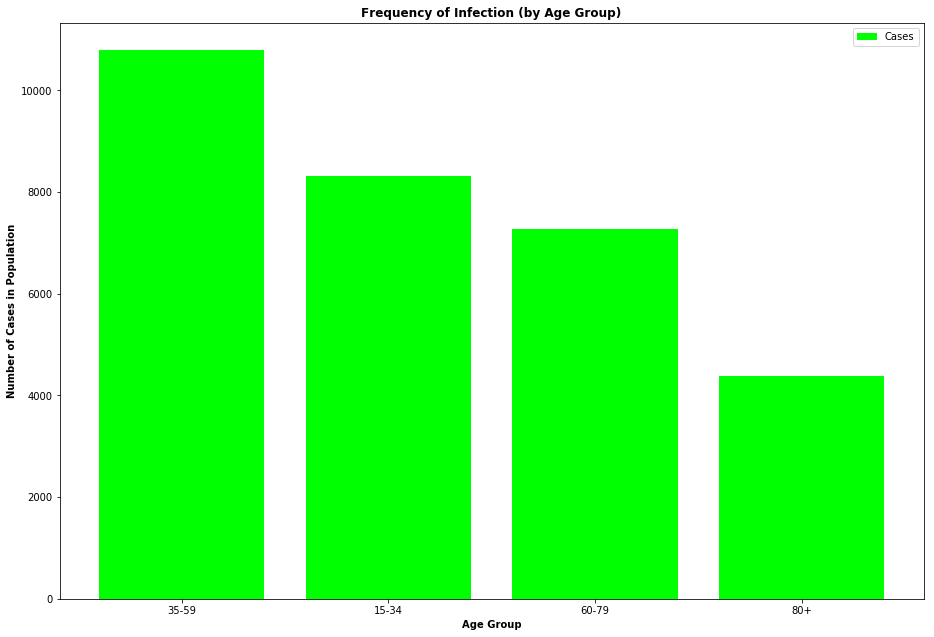 Frequency of Infection (by Age Group)
Cases
Number of Cases in Population
10000
8000
6000
4000
2000
0
35-59
15-34
60-79
80+
Age Group